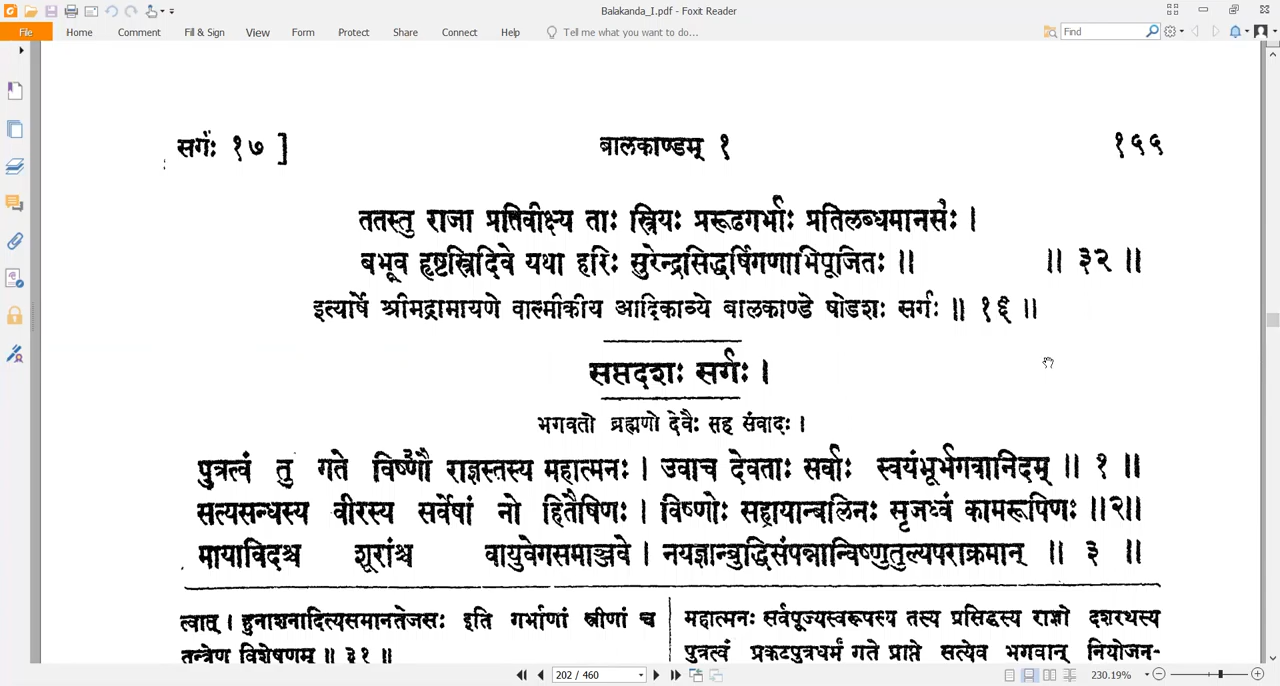 Balakanda_I.pdf - Foxit Reader
File Home Comment Fill & Sign View Form Protect Share Connect Help Tell me what you want to do... Find
सर्गः १७ ] बालकाण्डम् १ १५५
ततस्तु राजा प्रतिवीक्ष्य ताः स्त्रियः प्ररूढगर्भाः प्रतिलब्धमानसः ।
बभूव हृष्टस्त्रिदिवे यथा हरिः सुरेन्द्रसिद्धर्षिगणाभिपूजितः ॥ ॥ ३२ ॥
इत्यार्षे श्रीमद्रामायणे वाल्मीकीय आदिकाव्ये बालकाण्डे षोडशः सर्गः ॥ १६ ॥
सप्तदशः सर्गः ।
भगवतो ब्रह्मणो देवैः सह संवादः ।
पुत्रत्वं तु गते विष्णौ राज्ञस्तस्य महात्मनः । उवाच देवताः सर्वाः स्वयंभूर्भगवानिदम् ॥ १ ॥
सत्यसन्धस्य वीरस्य सर्वेषां नो हितैषिणः । विष्णोः सहायान्बलिनः सृजध्वं कामरूपिणः ॥२॥
मायाविदश्च शूरांश्च वायुवेगसमाञ्जवे । नयज्ञान्बुद्धिसंपन्नान्विष्णुतुल्यपराक्रमान् ॥ ३ ॥
त्वात् । हुनाशनादित्यसमानतेजसः इति गर्भाणां स्त्रीणां च
तन्त्रेण विशेषणम् ॥ ३१ ॥
महात्मनः सर्वपूज्यस्वरूपस्य तस्य प्रसिद्धस्य राज्ञो दशरथस्य
पुत्रत्वं प्रकटपुत्रधर्मं गते प्राप्ते सत्येव भगवान् नियोजन-
202 / 460 230.19%